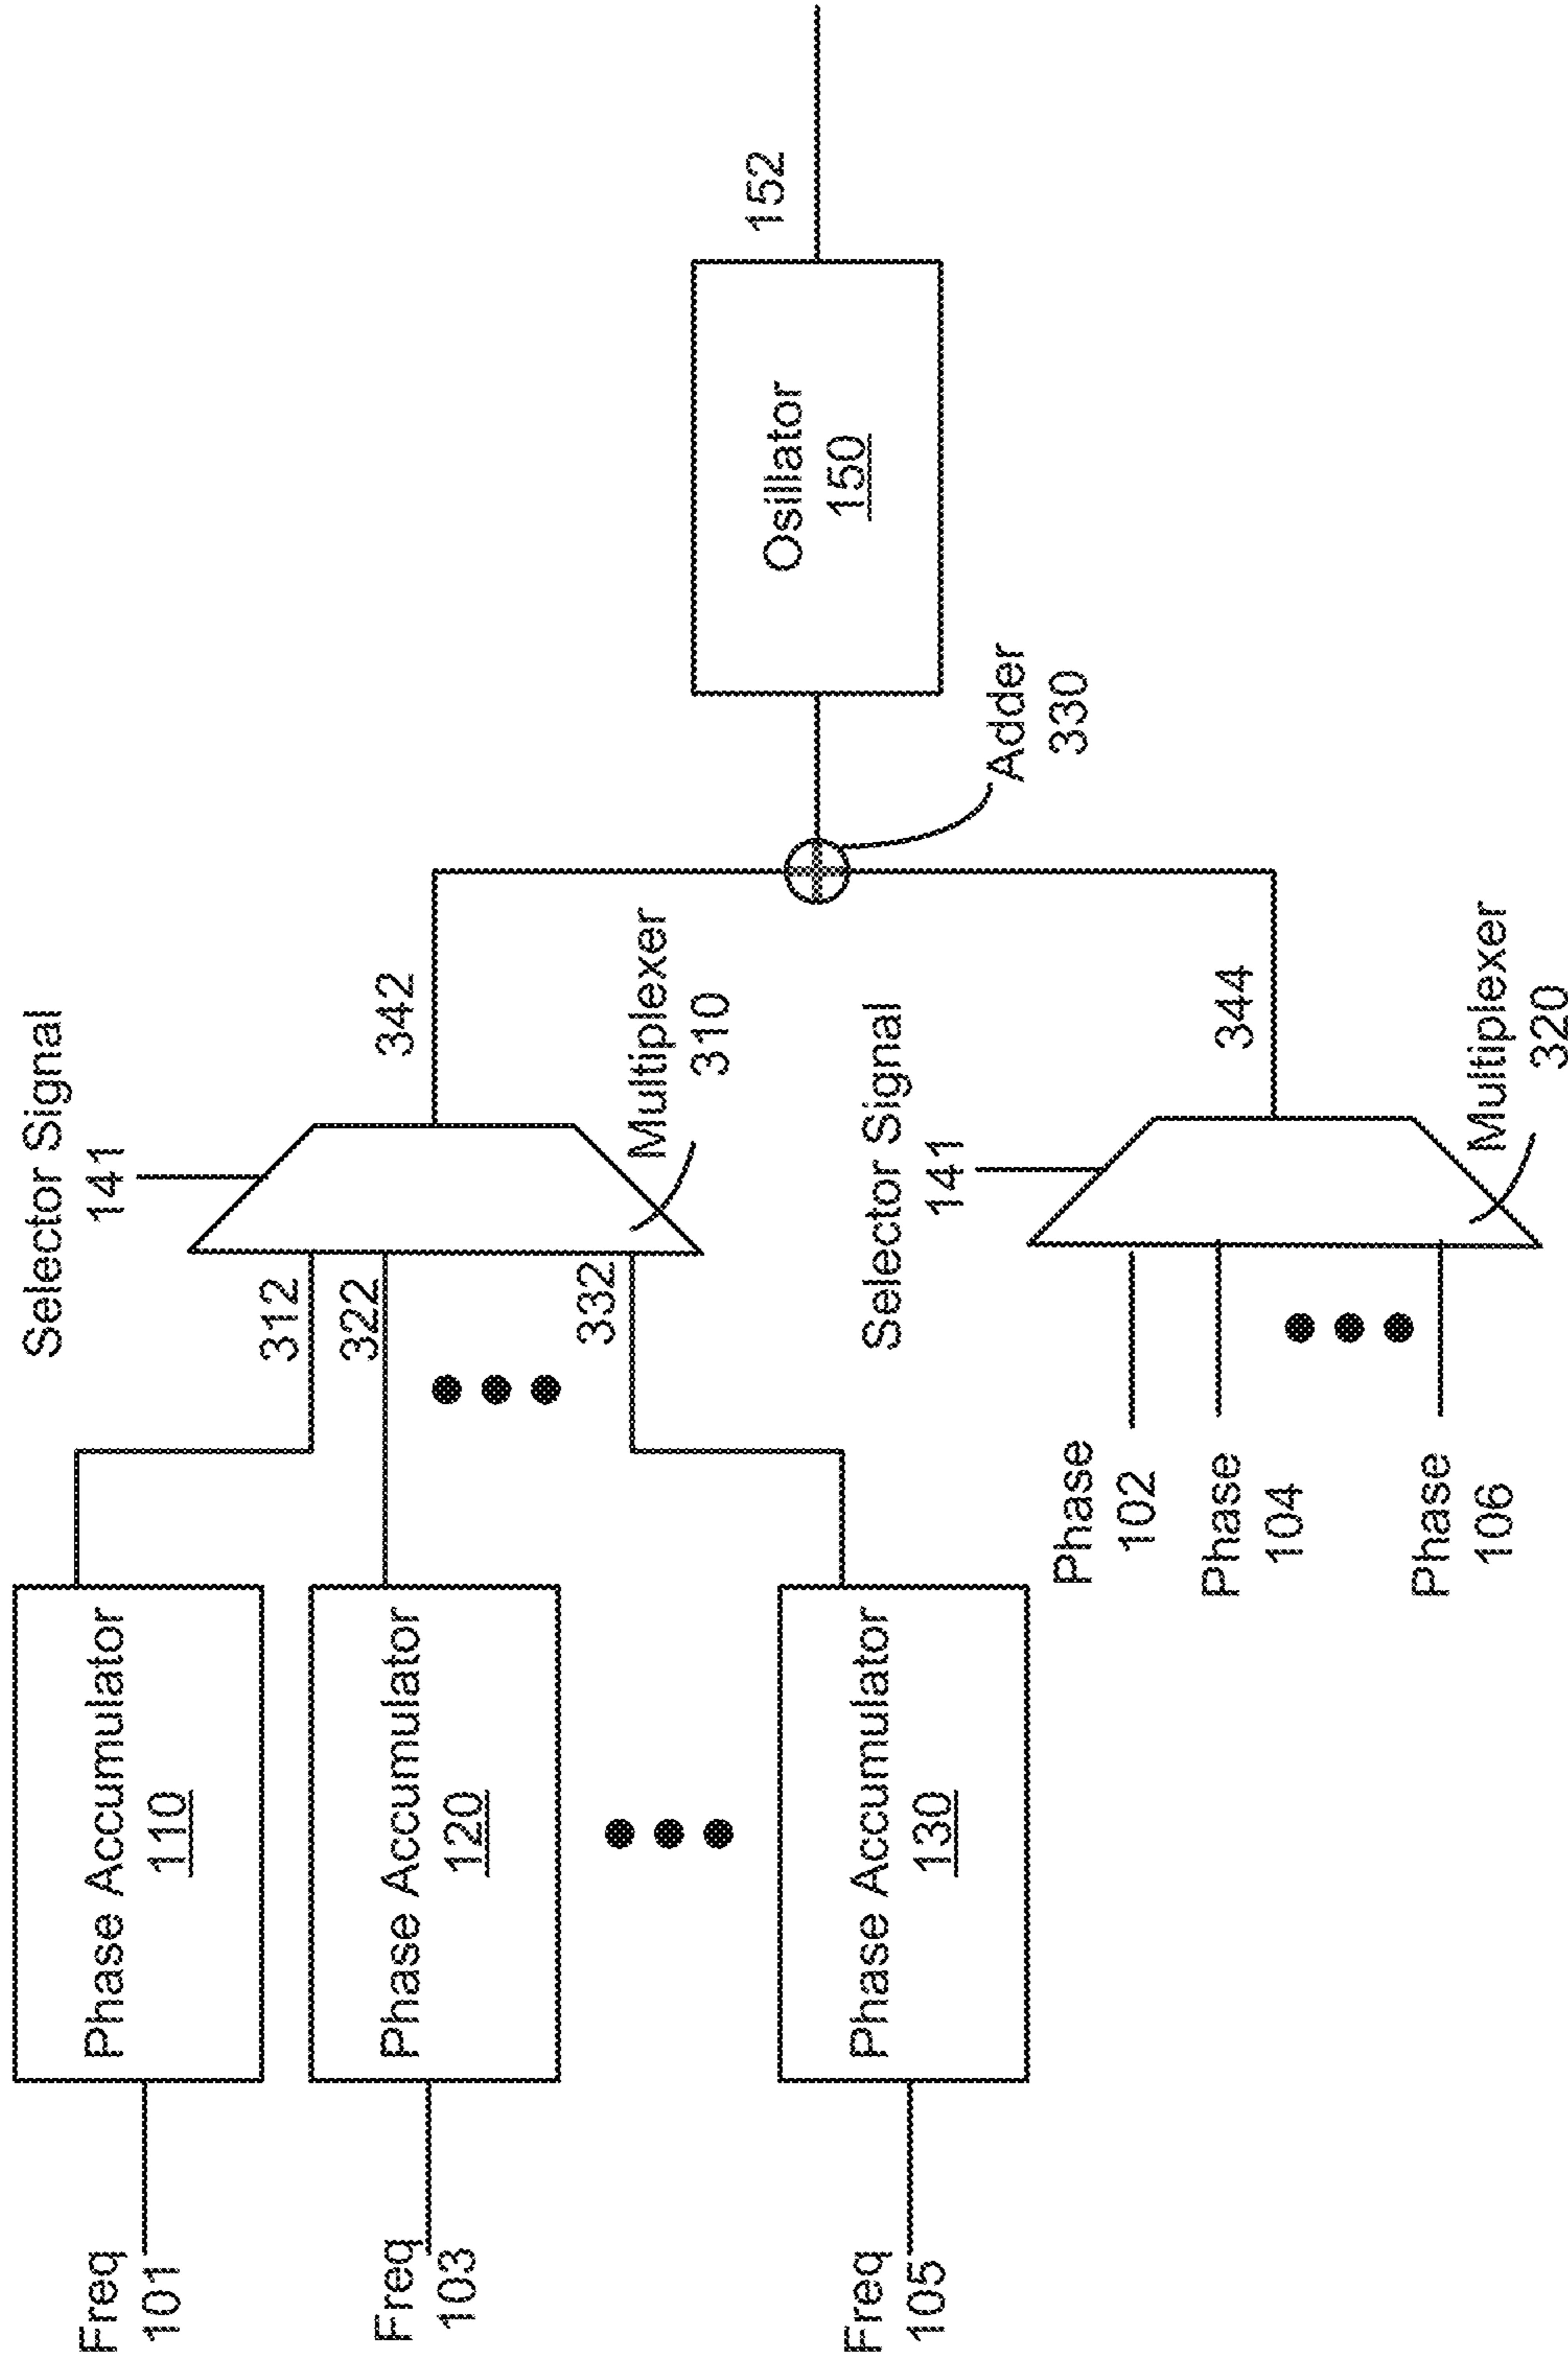 Freq
101
Phase Accumulator
110
Freq
103
Phase Accumulator
120
Freq
105
Phase Accumulator
130
312
322
332
Selector Signal
141
Multiplexer
310
342
Phase
102
Phase
104
Phase
106
Selector Signal
141
Multiplexer
320
344
Adder
330
Osillator
150
152